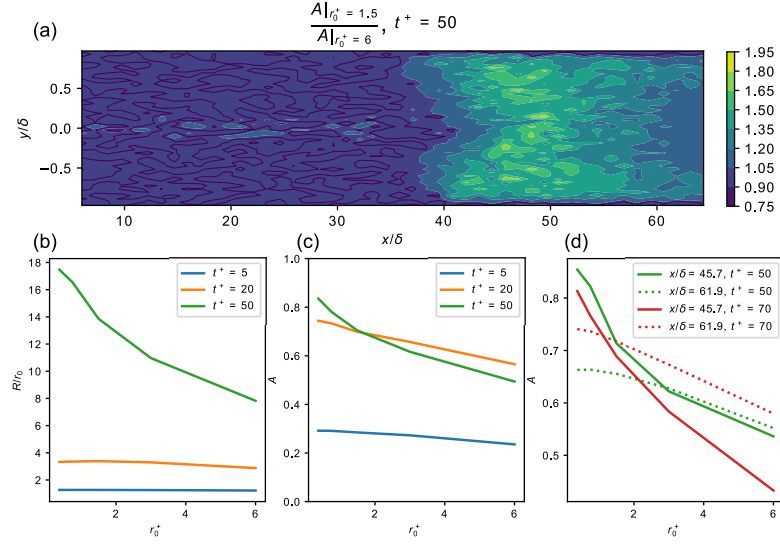 (a)
A|r₀⁺ = 1.5 / A|r₀⁺ = 6, t⁺ = 50
y/δ
0.5
0.0
−0.5
10 20 30 40 50 60
x/δ
1.95
1.80
1.65
1.50
1.35
1.20
1.05
0.90
0.75
(b)
R/r₀
18
16
14
12
10
8
6
4
2
t⁺ = 5
t⁺ = 20
t⁺ = 50
2 4 6
r₀⁺
(c)
A
1.0
0.8
0.6
0.4
0.2
0.0
t⁺ = 5
t⁺ = 20
t⁺ = 50
2 4 6
r₀⁺
(d)
A
0.8
0.7
0.6
0.5
x/δ = 45.7, t⁺ = 50
x/δ = 61.9, t⁺ = 50
x/δ = 45.7, t⁺ = 70
x/δ = 61.9, t⁺ = 70
2 4 6
r₀⁺